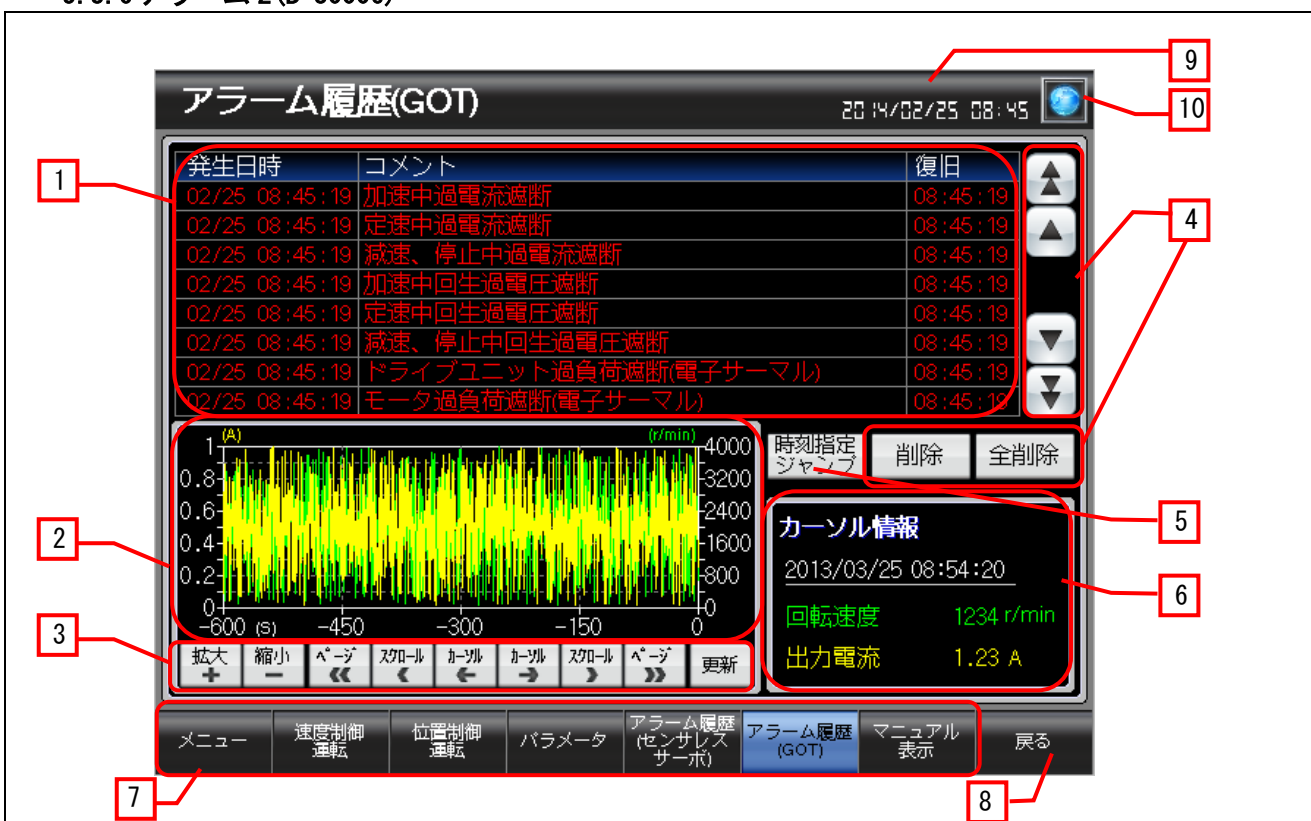 9
アラーム履歴(GOT)
2014/02/25 08:45
10
1
発生日時 コメント 復旧
02/25 08:45:19 加速中過電流遮断 08:45:19
02/25 08:45:19 定速中過電流遮断 08:45:19
02/25 08:45:19 減速、停止中過電流遮断 08:45:19
02/25 08:45:19 加速中回生過電圧遮断 08:45:19
02/25 08:45:19 定速中回生過電圧遮断 08:45:19
02/25 08:45:19 減速、停止中回生過電圧遮断 08:45:19
02/25 08:45:19 ドライブユニット過負荷遮断(電子サーマル) 08:45:19
02/25 08:45:19 モータ過負荷遮断(電子サーマル) 08:45:19
4
(A) (r/min)
1 4000
0.8 3200
0.6 2400
0.4 1600
0.2 800
0 0
-600 (S) -450 -300 -150 0
2
時刻指定
ジャンプ
削除 全削除
5
カーソル情報
2013/03/25 08:54:20
回転速度 1234 r/min
出力電流 1.23 A
6
3
拡大 縮小 ページ スクロール カーソル カーソル スクロール ページ 更新
メニュー
速度制御
運転
位置制御
運転
パラメータ
アラーム履歴
(センサレス
サーボ)
アラーム履歴
(GOT)
マニュアル
表示
戻る
7
8